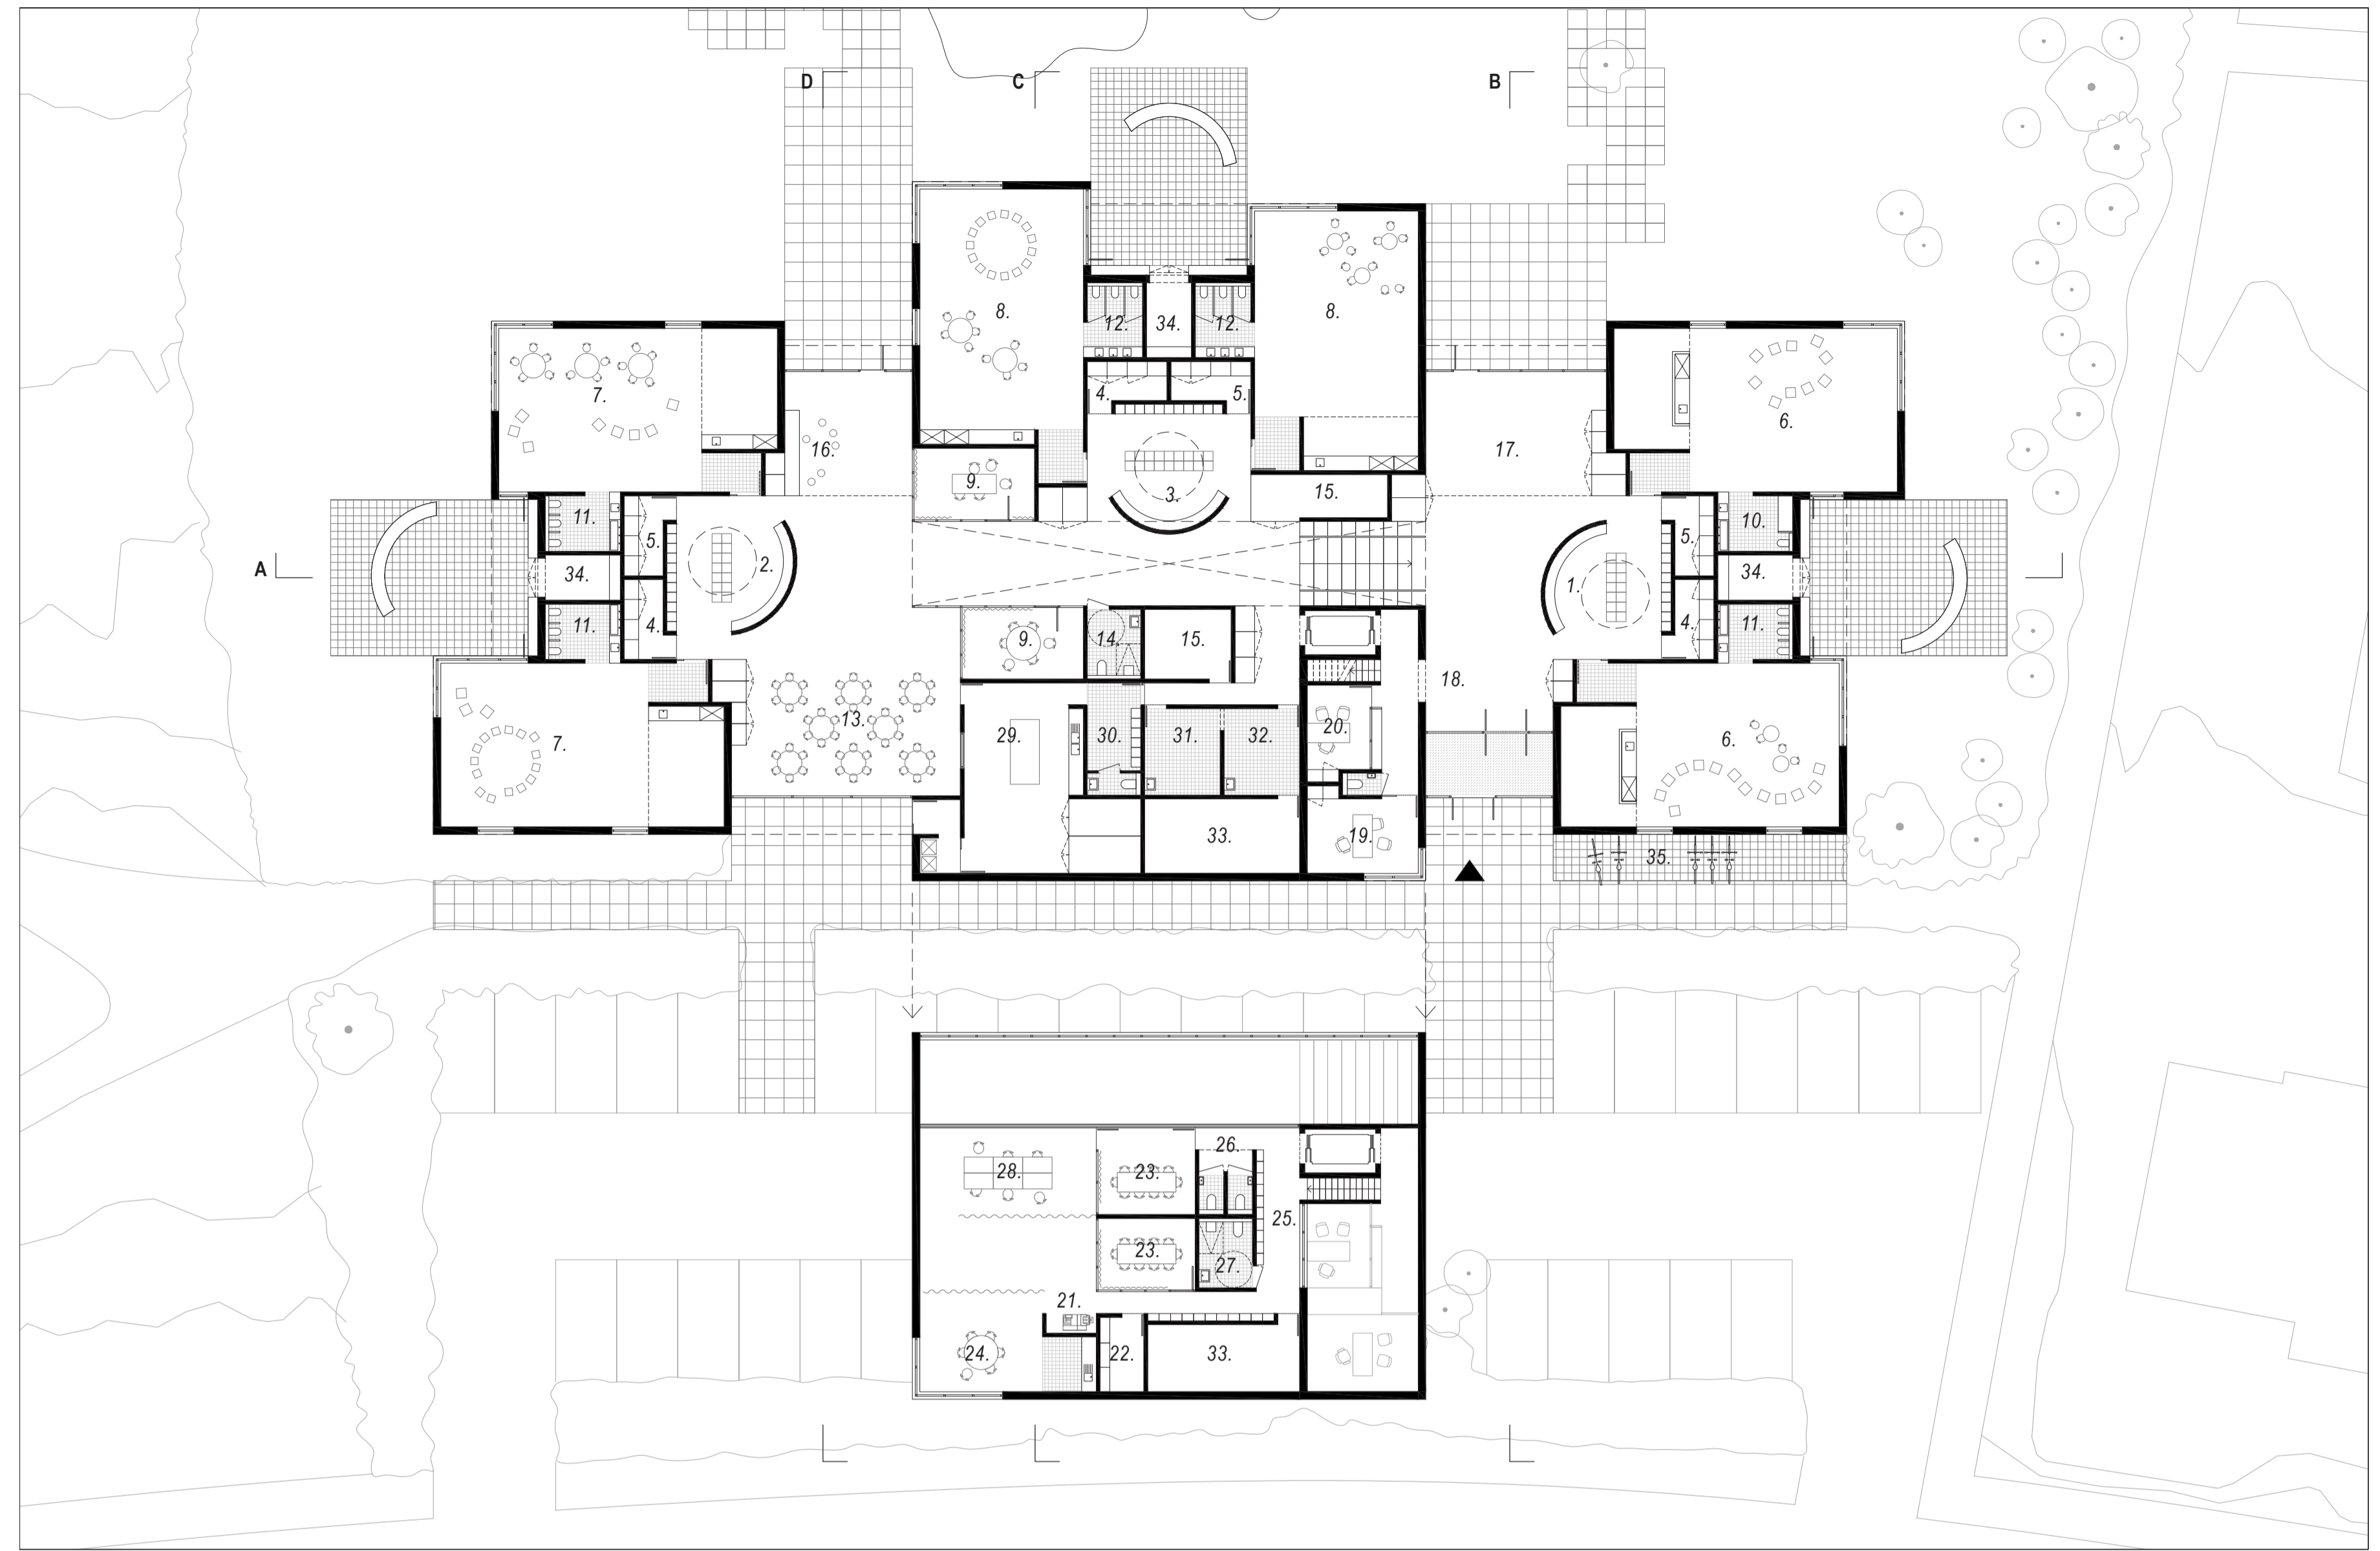 D C B
8. 12. 34. 12. 8.
7. 4. 5. 6.
16. 17.
9. 3. 15.
11. 5. 2. 10. 5. 1.
A 34. 34.
11. 4. 9. 14. 15. 4. 11.
18.
7. 13. 29. 30. 31. 32. 20. 6.
33. 19. 35.
28. 23. 26.
25.
23. 27.
21.
24. 22. 33.